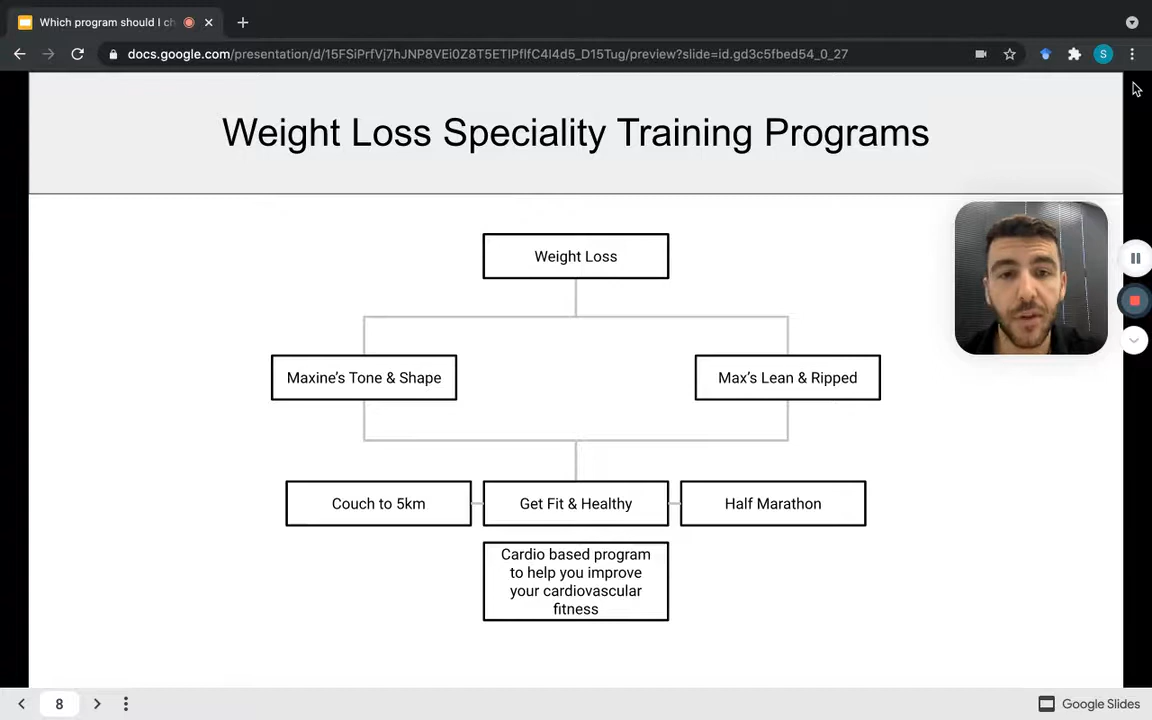 Which program should I ch
docs.google.com/presentation/d/15FSiPrfVj7hJNP8VEi0Z8T5ETlPflfC4I4d5_D15Tug/preview?slide=id.gd3c5fbed54_0_27
S
Weight Loss Speciality Training Programs
Weight Loss
Maxine's Tone & Shape
Max's Lean & Ripped
Couch to 5km
Get Fit & Healthy
Half Marathon
Cardio based program
to help you improve
your cardiovascular
fitness
8
Google Slides